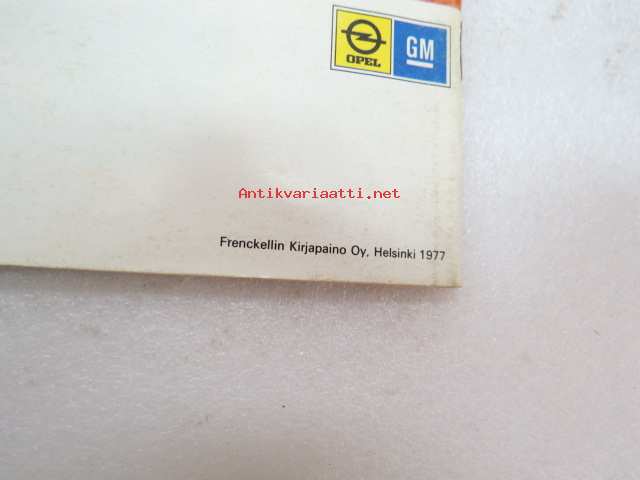 OPEL GM
Antikvariaatti.net
Frenckellin Kirjapaino Oy, Helsinki 1977